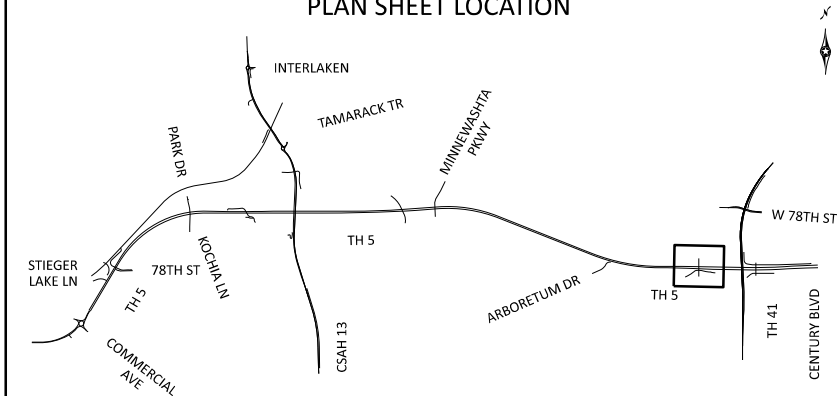 PLAN SHEET LOCATION
N
INTERLAKEN
TAMARACK TR
MINNEWASHTA
PKWY
PARK DR
W 78TH ST
KOCHIA LN
TH 5
STIEGER
LAKE LN
78TH ST
ARBORETUM DR
TH 5
TH 5
TH 41
CENTURY BLVD
CSAH 13
COMMERCIAL
AVE